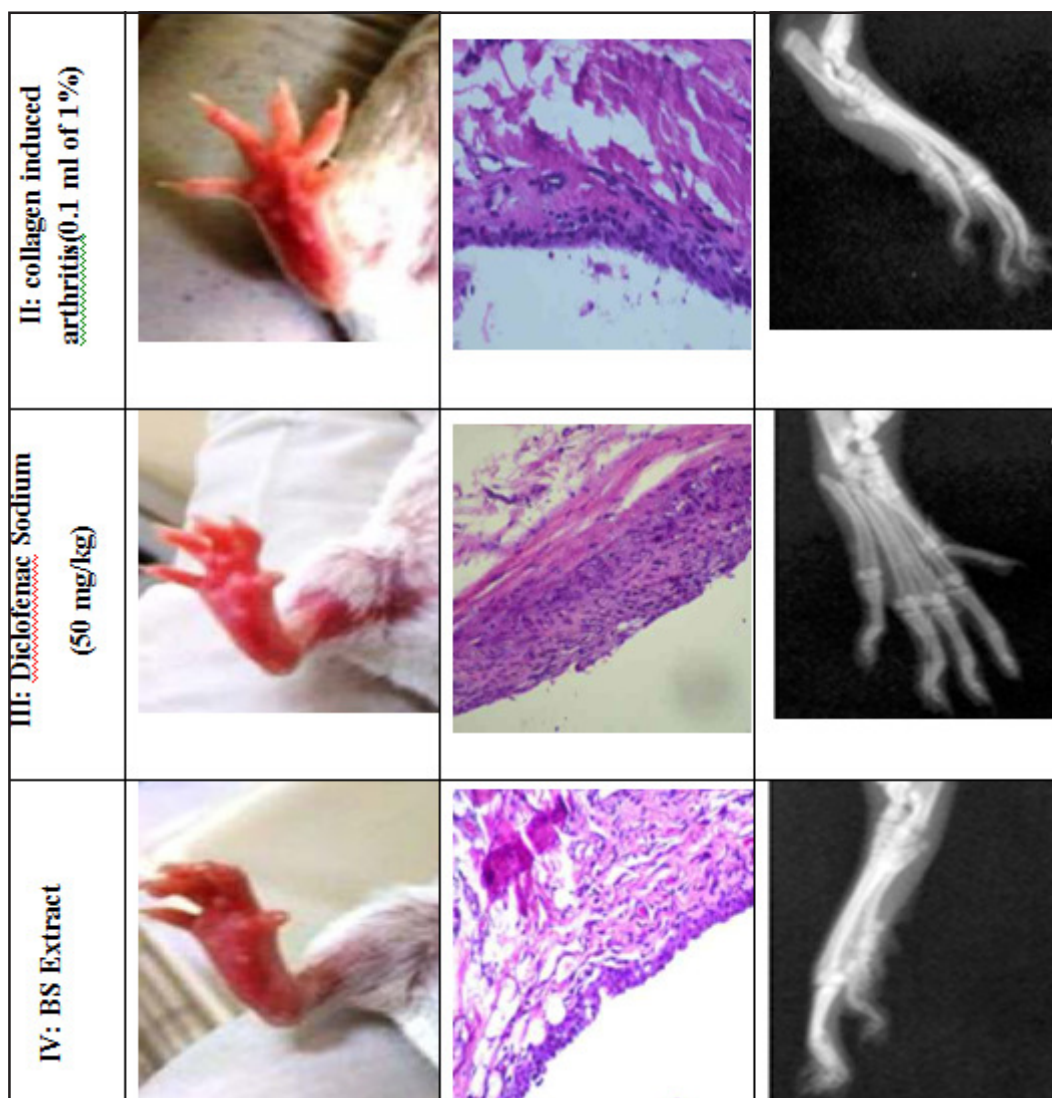 II: collagen induced
arthritis(0.1 ml of 1%)
III: Diclofenac Sodium
(50 mg/kg)
IV: BS Extract